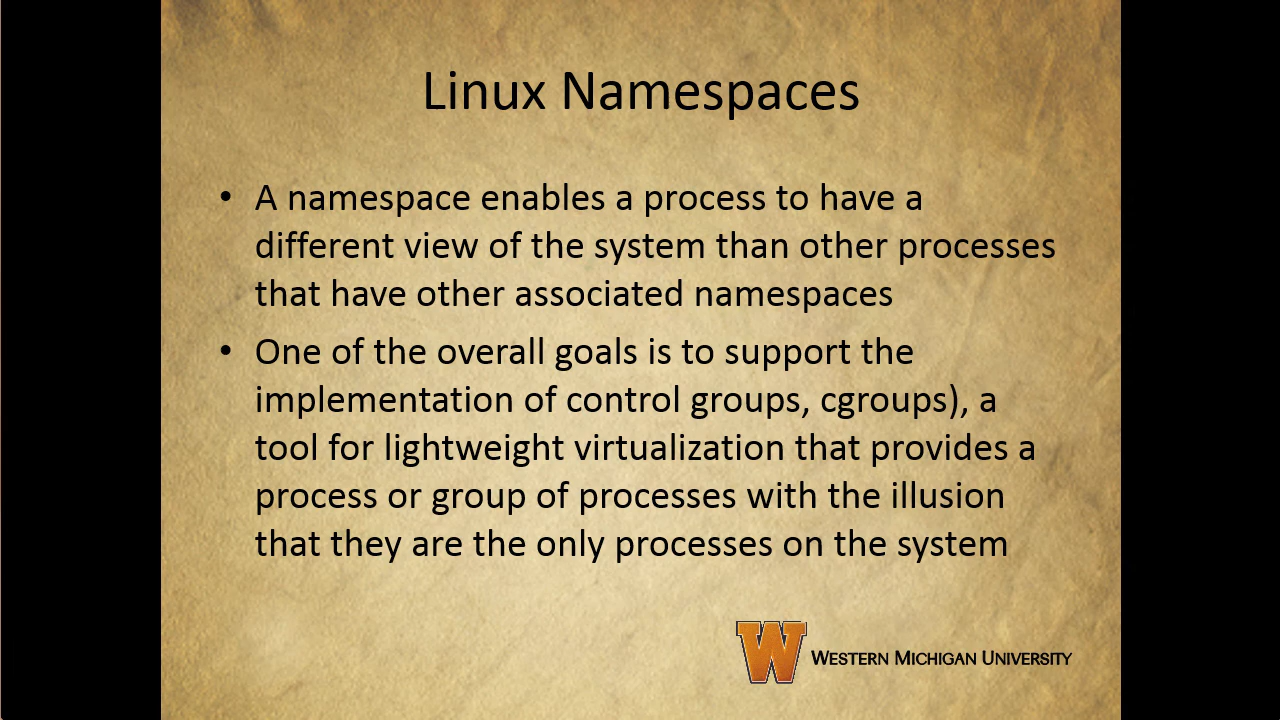 Linux Namespaces
• A namespace enables a process to have a
different view of the system than other processes
that have other associated namespaces
• One of the overall goals is to support the
implementation of control groups, cgroups), a
tool for lightweight virtualization that provides a
process or group of processes with the illusion
that they are the only processes on the system
W WESTERN MICHIGAN UNIVERSITY